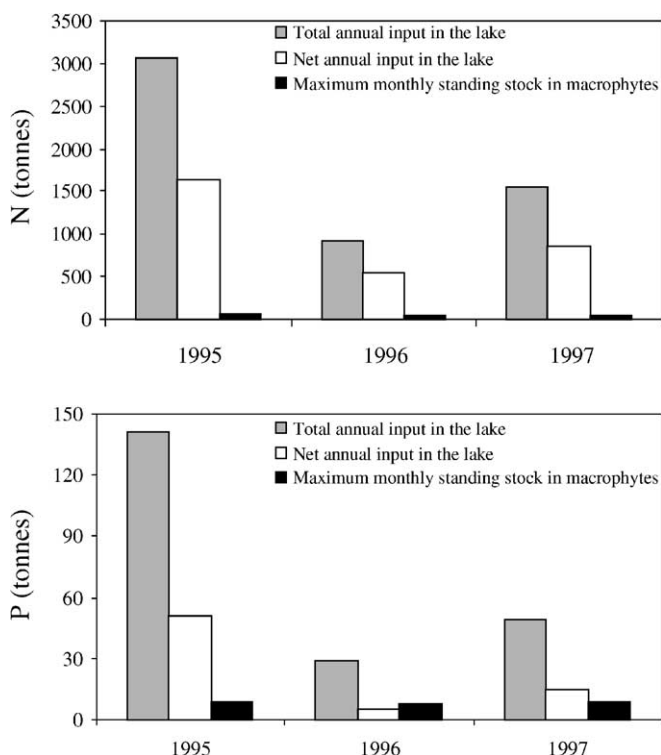 3500
3000
2500
2000
1500
1000
500
0
N (tonnes)
Total annual input in the lake
Net annual input in the lake
Maximum monthly standing stock in macrophytes
1995 1996 1997
150
120
90
60
30
0
P (tonnes)
Total annual input in the lake
Net annual input in the lake
Maximum monthly standing stock in macrophytes
1995 1996 1997